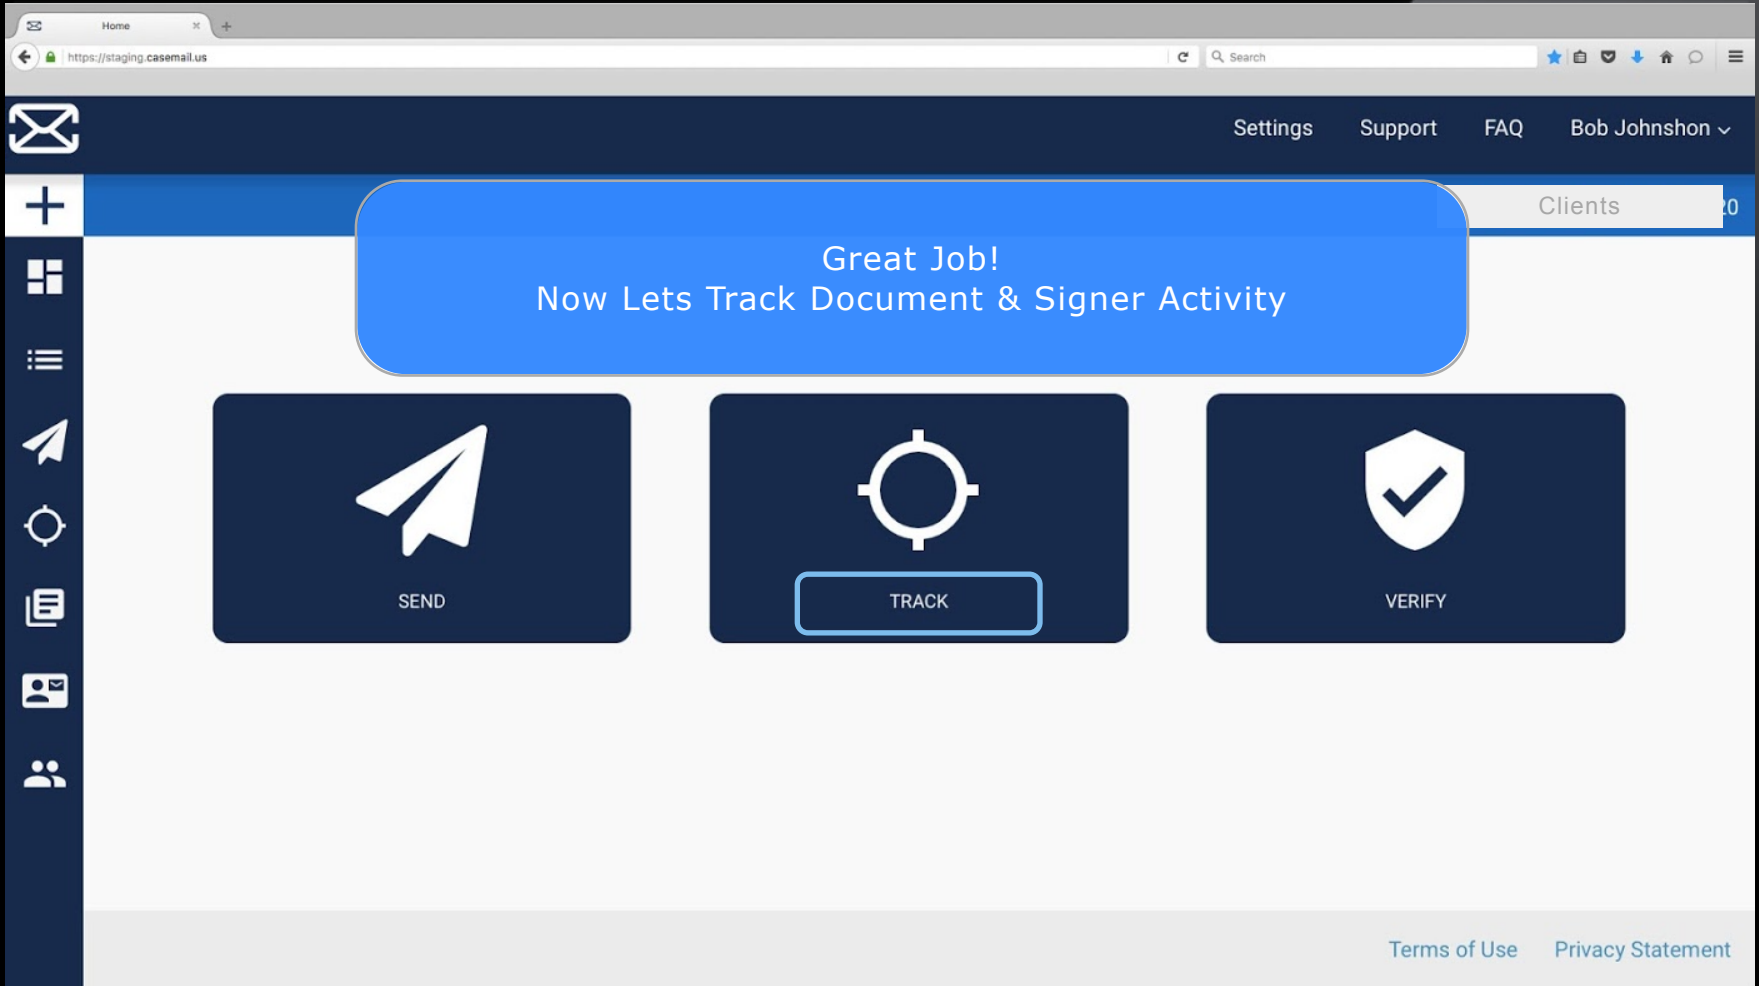 Home
https://staging.casemail.us
Search
Settings Support FAQ Bob Johnshon
Clients
20
Great Job!
Now Lets Track Document & Signer Activity
SEND
TRACK
VERIFY
Terms of Use Privacy Statement